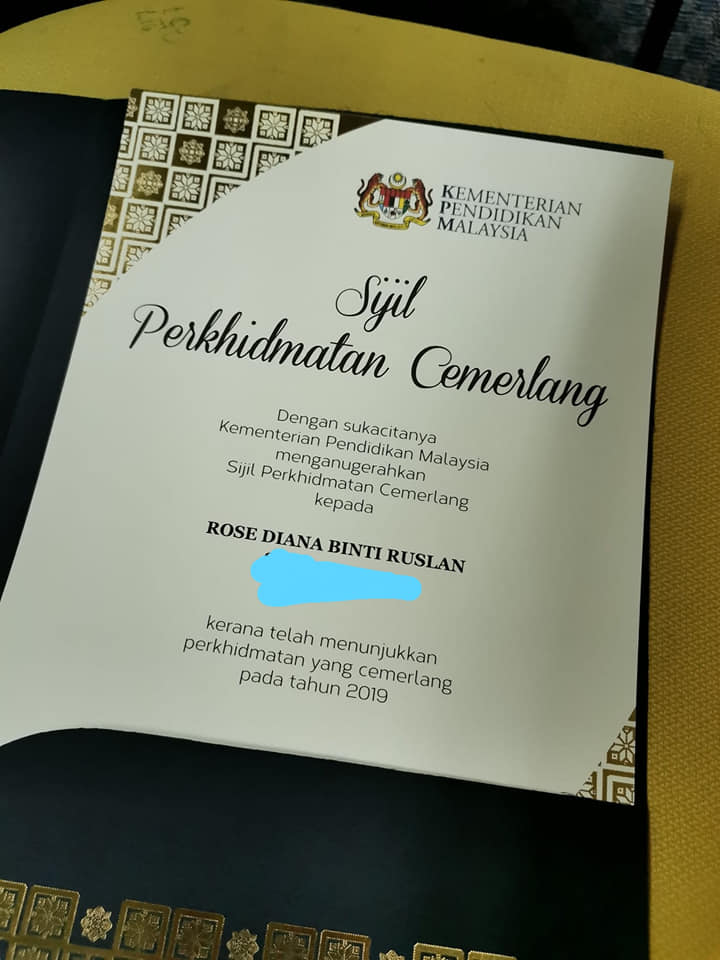 KEMENTERIAN
PENDIDIKAN
MALAYSIA
Sijil
Perkhidmatan Cemerlang
Dengan sukacitanya
Kementerian Pendidikan Malaysia
menganugerahkan
Sijil Perkhidmatan Cemerlang
kepada
ROSE DIANA BINTI RUSLAN
kerana telah menunjukkan
perkhidmatan yang cemerlang
pada tahun 2019